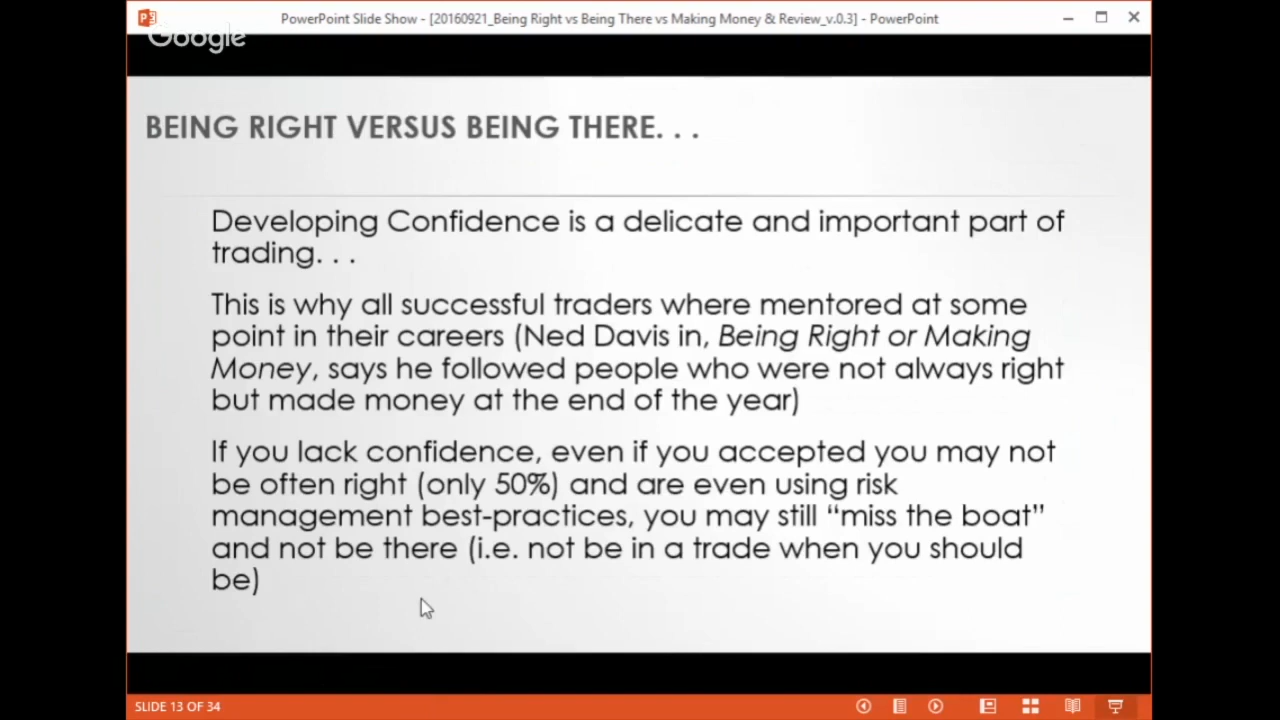 PowerPoint Slide Show - [20160921_Being Right vs Being There vs Making Money & Review_v.0.3] - PowerPoint
Google
BEING RIGHT VERSUS BEING THERE. . .
Developing Confidence is a delicate and important part of
trading. . .
This is why all successful traders where mentored at some
point in their careers (Ned Davis in, Being Right or Making
Money, says he followed people who were not always right
but made money at the end of the year)
If you lack confidence, even if you accepted you may not
be often right (only 50%) and are even using risk
management best-practices, you may still “miss the boat”
and not be there (i.e. not be in a trade when you should
be)
SLIDE 13 OF 34